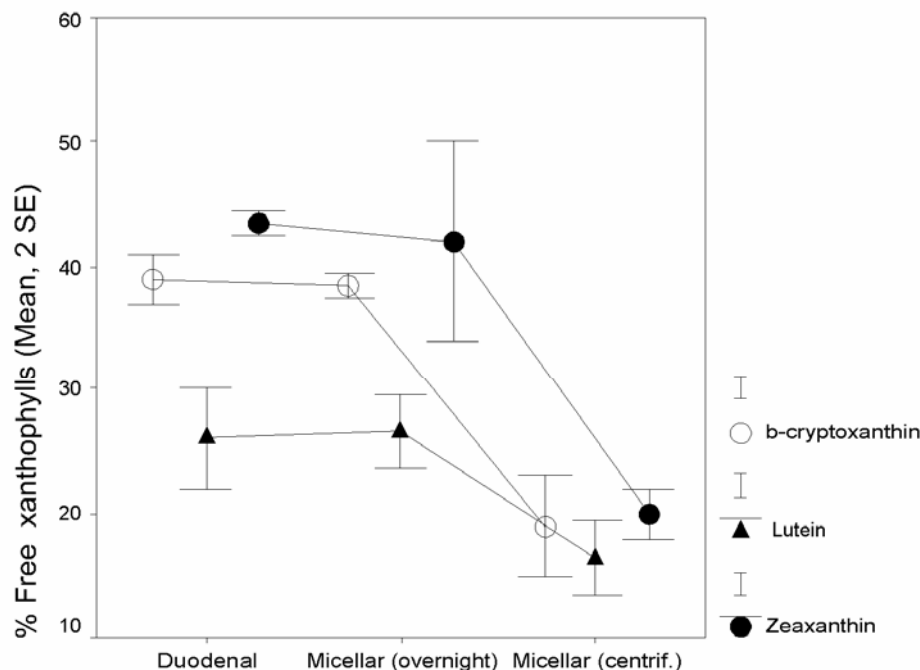 % Free xanthophylls (Mean, 2 SE)
60
50
40
30
20
10
Duodenal Micellar (overnight) Micellar (centrif.)
b-cryptoxanthin
Lutein
Zeaxanthin